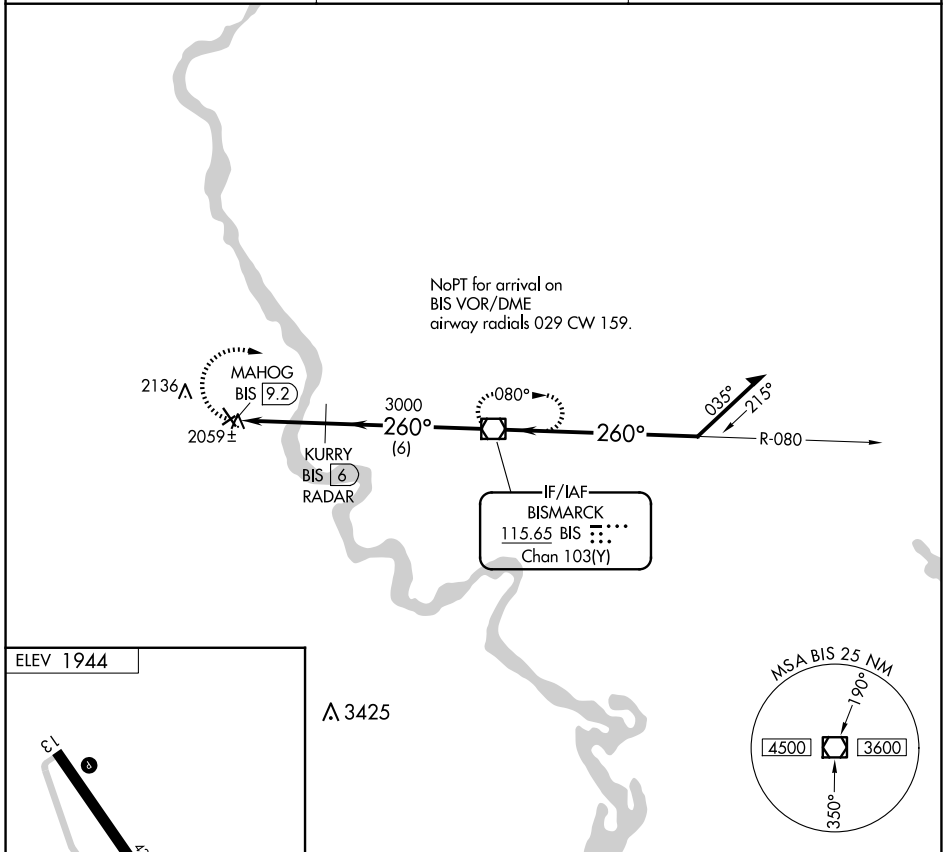 NoPT for arrival on
BIS VOR/DME
airway radials 029 CW 159.
2136
MAHOG
BIS 9.2
2059±
KURRY
BIS 6
RADAR
3000
260°
(6)
080°
260°
035°
215°
R-080
IF/IAF
BISMARCK
115.65 BIS
Chan 103(Y)
ELEV 1944
13
P
3425
MSA BIS 25 NM
190°
4500
3600
350°